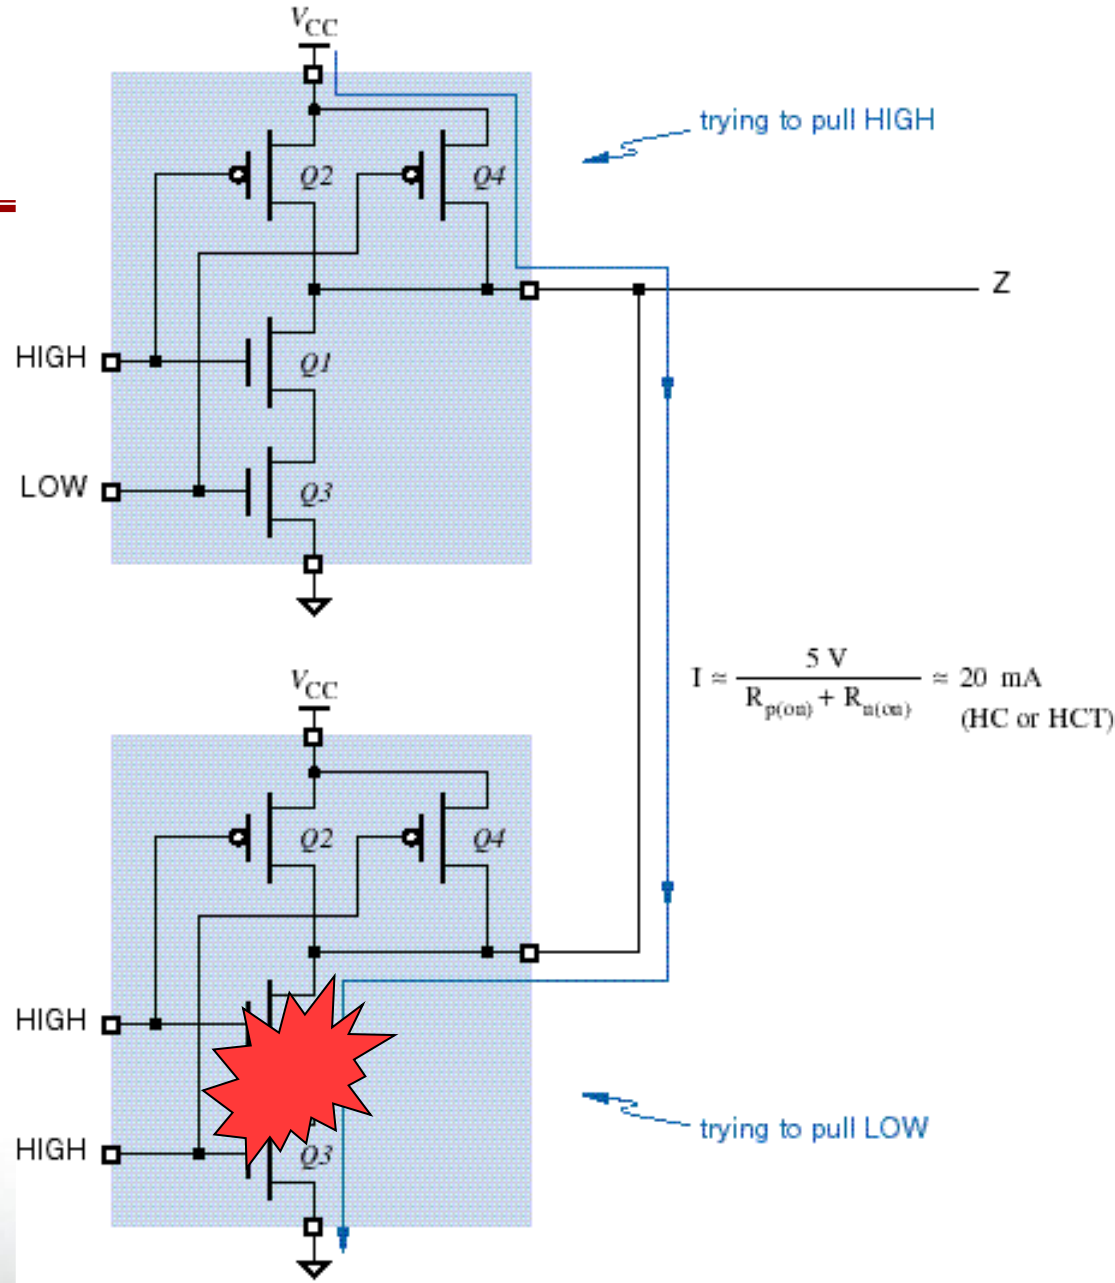 VCC
trying to pull HIGH
Q2
Q4
Z
HIGH
Q1
LOW
Q3
I ≈ 5 V / Rp(on) + Rn(on) ≈ 20 mA
(HC or HCT)
VCC
Q2
Q4
HIGH
trying to pull LOW
HIGH
Q3